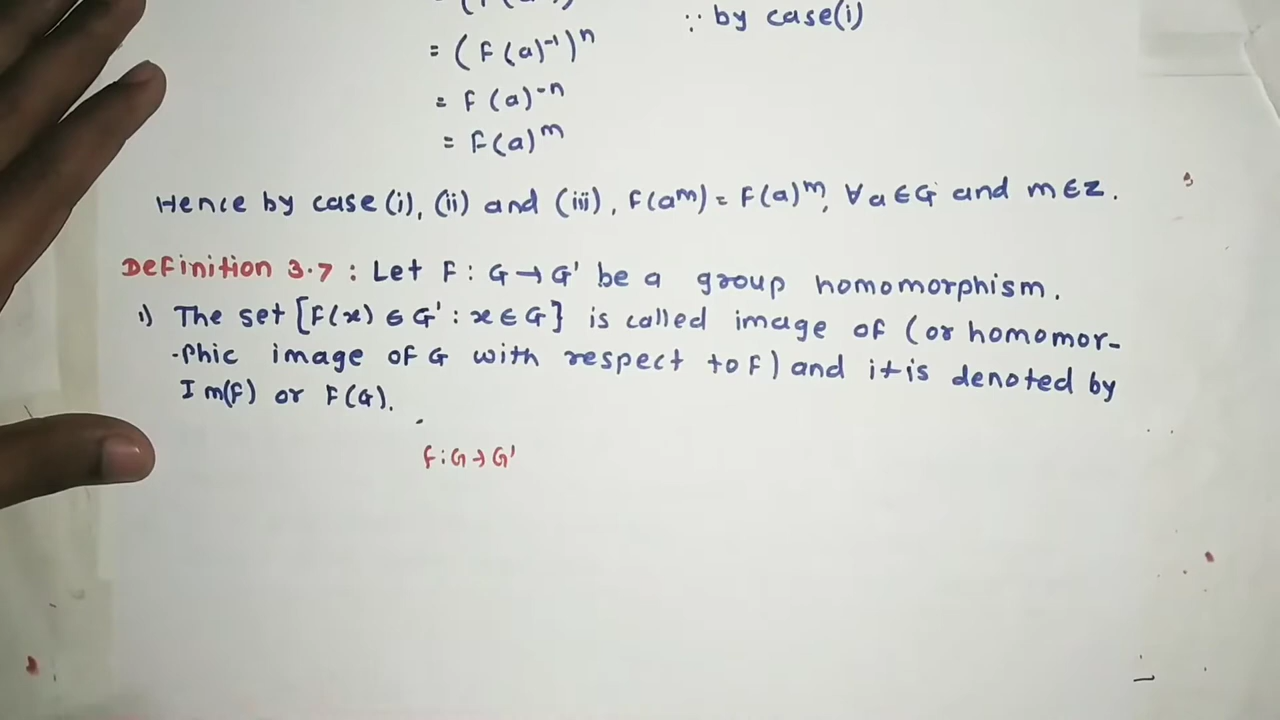 ∵ by case(i)
= (F(a)⁻¹)ⁿ
= F(a)⁻ⁿ
= F(a)ᵐ
Hence by case(i), (ii) and (iii), F(aᵐ) = F(a)ᵐ, ∀ a ∈ G and m ∈ Z.
Definition 3.7 : Let F : G → G' be a group homomorphism.
1) The set [F(x) ∈ G' : x ∈ G} is called image of (or homomor-
-phic image of G with respect to F) and it is denoted by
Im(F) or F(G).
f : G → G'